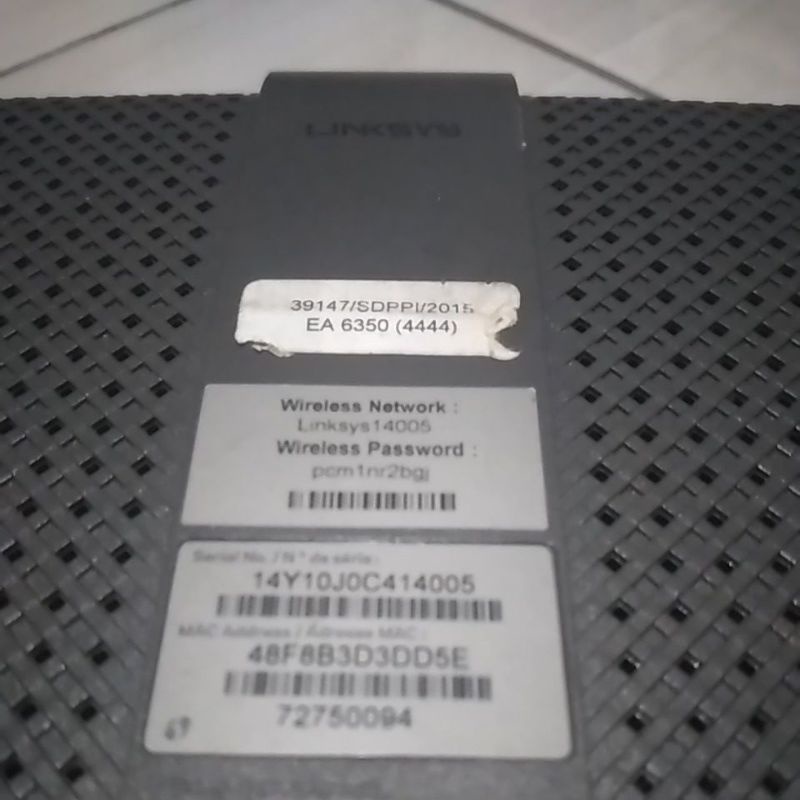 LINKSYS
39147/SDPPI/2015
EA 6350 (4444)
Wireless Network :
Linksys14005
Wireless Password :
pcm1nr2bgj
Serial No. / N° de série :
14Y10J0C414005
MAC Address / Adresse MAC :
48F8B3D3DD5E
72750094
69